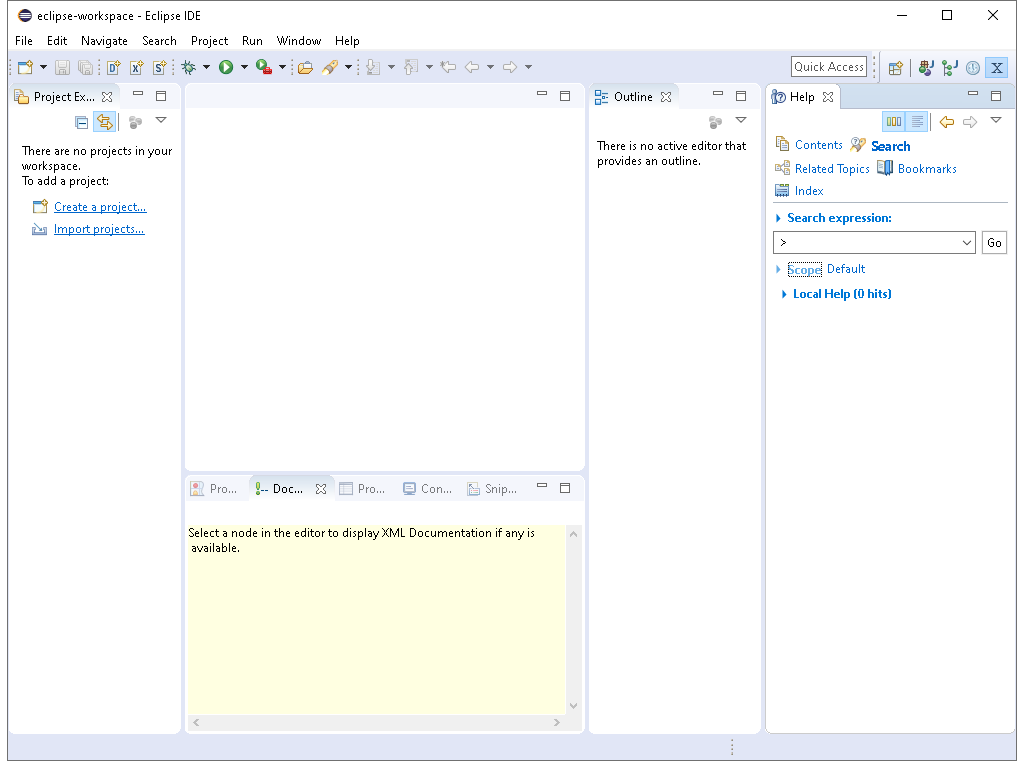 eclipse-workspace - Eclipse IDE
File Edit Navigate Search Project Run Window Help
Quick Access
Project Ex...
There are no projects in your
workspace.
To add a project:
Create a project...
Import projects...
Pro...
Doc...
Pro...
Con...
Snip...
Select a node in the editor to display XML Documentation if any is
available.
Outline
There is no active editor that
provides an outline.
Help
Contents Search
Related Topics Bookmarks
Index
Search expression:
> Go
Scope Default
Local Help (0 hits)